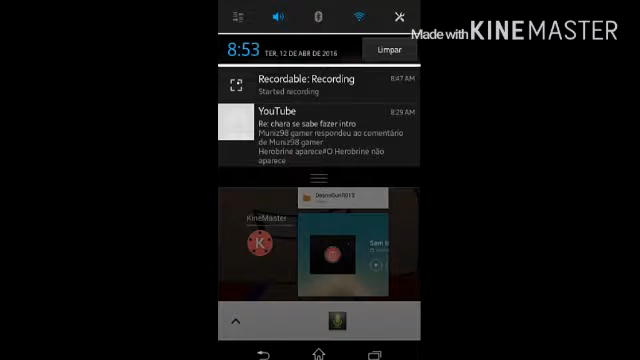 Made with KINEMASTER
8:53 TER, 12 DE ABR DE 2016 Limpar
Recordable: Recording 8:47 AM
Started recording
YouTube 8:29 AM
Re: chara se sabe fazer intro
Muniz98 gamer respondeu ao comentário
de Muniz98 gamer
Herobrine aparece#O Herobrine não
aparece
KineMaster
K